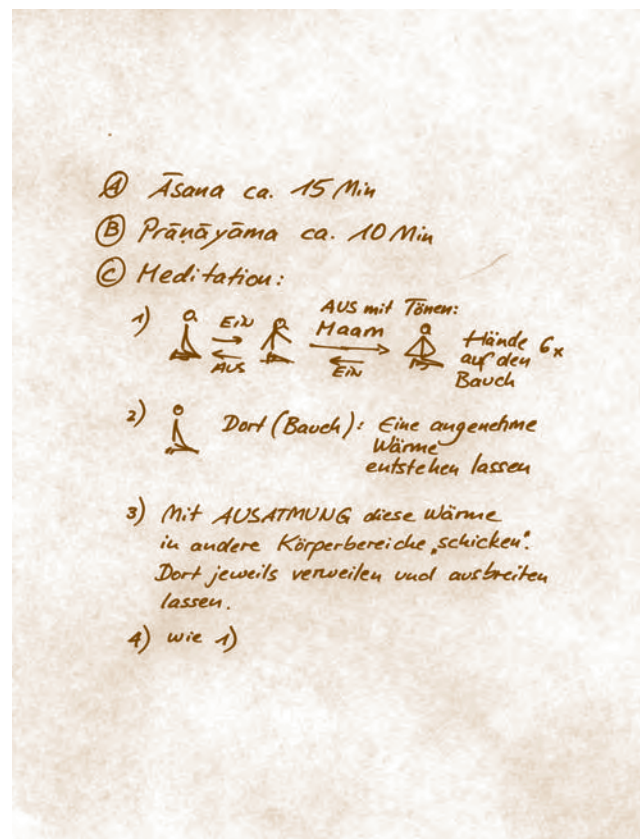 Ⓐ Āsana ca. 15 Min
Ⓑ Prāṇāyāma ca. 10 Min
Ⓒ Meditation:
AUS mit Tönen:
1) EIN Maam Hände 6x
AUS EIN auf den
Bauch
2) Dort (Bauch): Eine angenehme
Wärme
entstehen lassen
3) Mit AUSATMUNG diese Wärme
in andere Körperbereiche „schicken“.
Dort jeweils verweilen und ausbreiten
lassen.
4) wie 1)